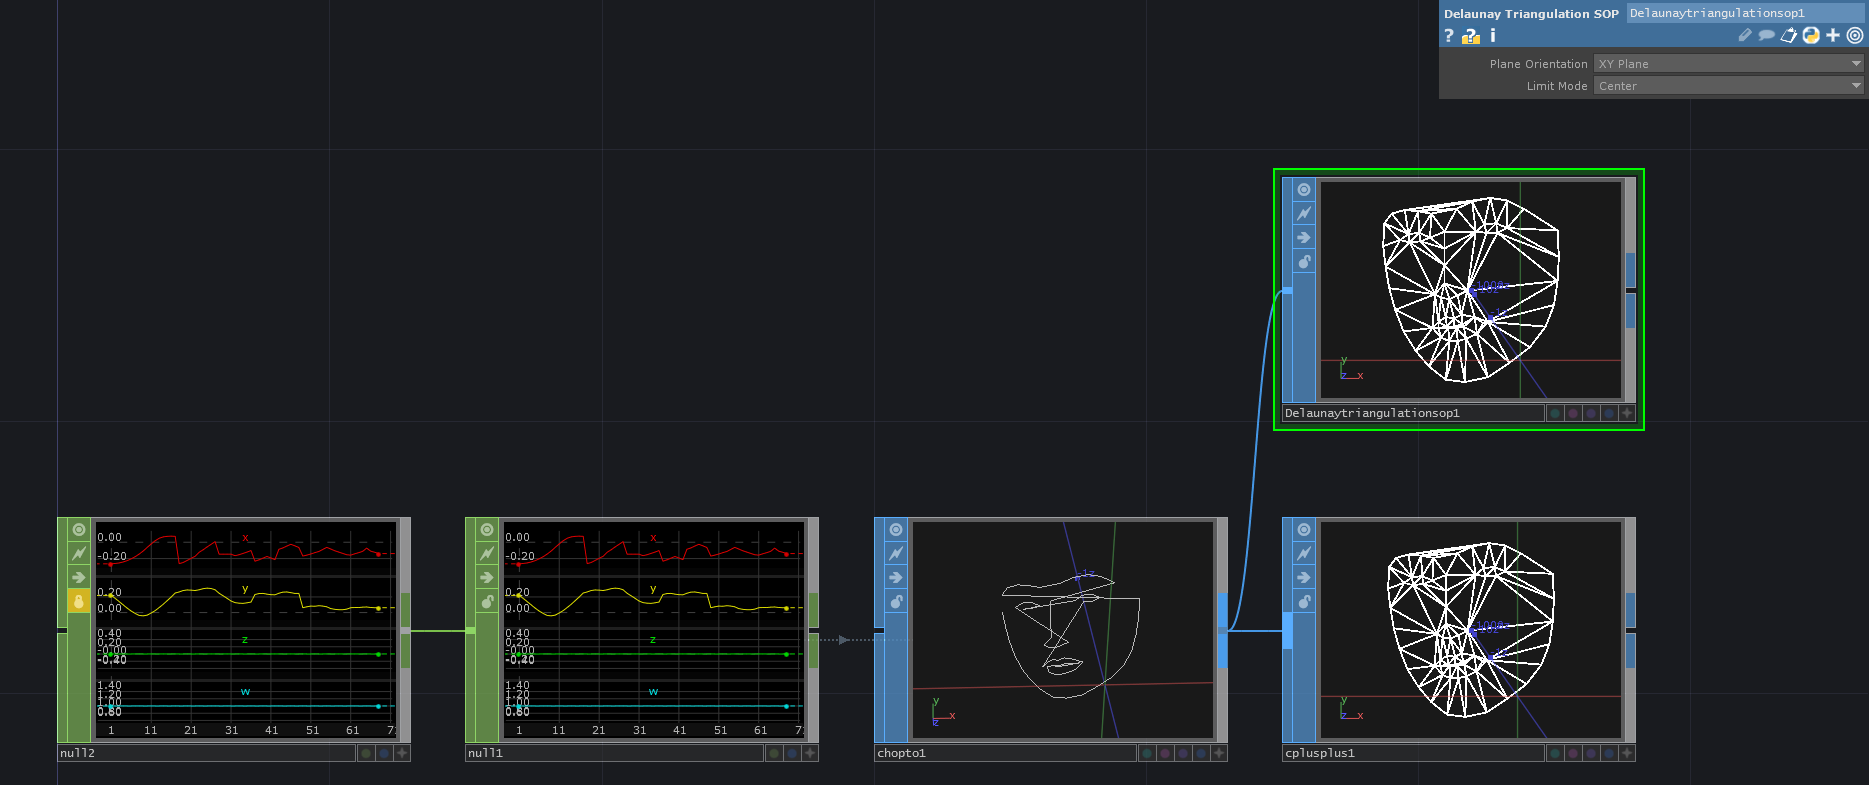 Delaunay Triangulation SOP Delaunaytriangulationsop1
? ? i
Plane Orientation XY Plane
Limit Mode Center
-1z
y
z x
Delaunaytriangulationsop1
0.00
-0.20
x
0.20
0.00
y
0.40
0.20
-0.00
-0.40
z
1.40
1.20
1.00
0.80
w
1 11 21 31 41 51 61 7
null2
0.00
-0.20
x
0.20
0.00
y
0.40
0.20
-0.00
-0.40
z
1.40
1.20
1.00
0.80
w
1 11 21 31 41 51 61 7
null1
-1z
y
x
z
chopto1
-1z
y
z x
cplusplus1